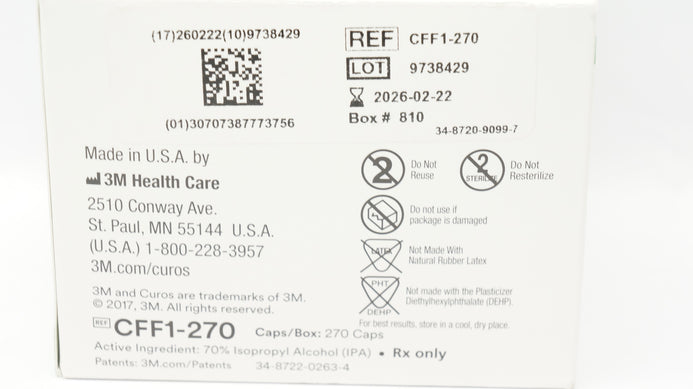 (17)260222(10)9738429
(01)30707387773756
REF CFF1-270
LOT 9738429
2026-02-22
Box # 810
34-8720-9099-7
Made in U.S.A. by
3M Health Care
2510 Conway Ave.
St. Paul, MN 55144 U.S.A.
(U.S.A.) 1-800-228-3957
3M.com/curos
2 Do Not
Reuse
2 STERILIZE Do Not
Resterilize
Do not use if
package is damaged
LATEX Not Made With
Natural Rubber Latex
PHT DEHP Not made with the Plasticizer
Diethylhexylphthalate (DEHP).
For best results, store in a cool, dry place.
3M and Curos are trademarks of 3M.
© 2017, 3M. All rights reserved.
REF CFF1-270 Caps/Box: 270 Caps
Active Ingredient: 70% Isopropyl Alcohol (IPA) • Rx only
Patents: 3M.com/Patents 34-8722-0263-4